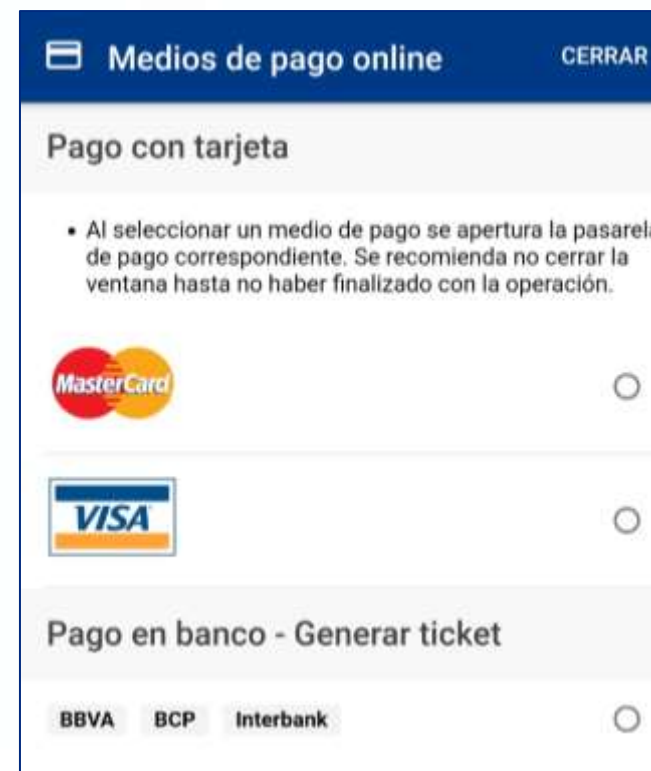 Medios de pago online CERRAR
Pago con tarjeta
• Al seleccionar un medio de pago se apertura la pasarela
de pago correspondiente. Se recomienda no cerrar la
ventana hasta no haber finalizado con la operación.
MasterCard
VISA
Pago en banco - Generar ticket
BBVA BCP Interbank